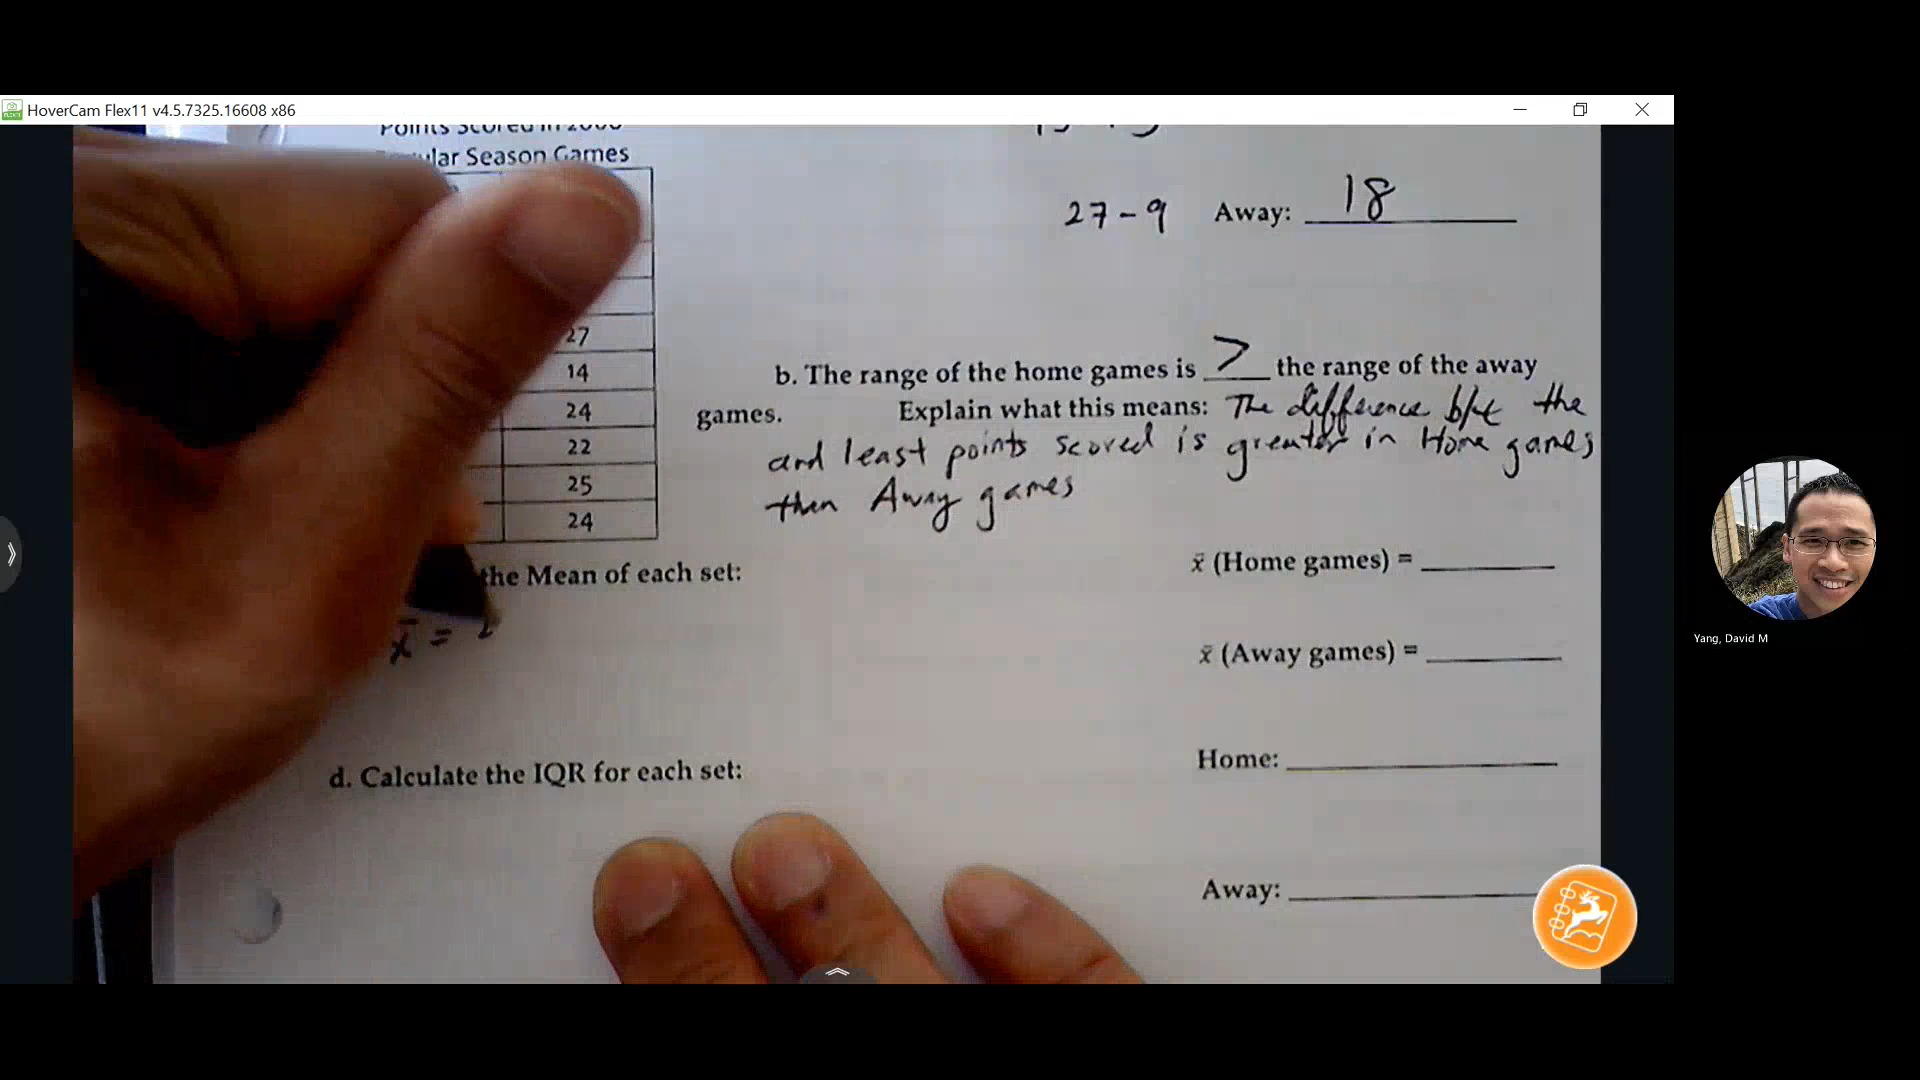 HoverCam Flex11 v4.5.7325.16608 x86
lar Season Games
27 - 9 Away: 18
27
14
24
22
25
24
b. The range of the home games is > the range of the away
games. Explain what this means: The difference b/t the
and least points scored is greater in Home games
then Away games
the Mean of each set:
x̄ (Home games) =
x̄ =
x̄ (Away games) =
d. Calculate the IQR for each set:
Home:
Away:
Yang, David M